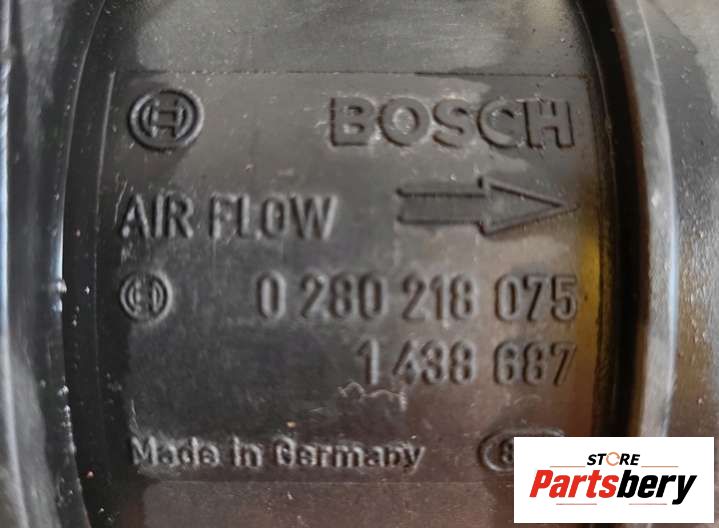 BOSCH
AIR FLOW
0 280 218 075
1 438 687
Made in Germany
STORE
Partsbery